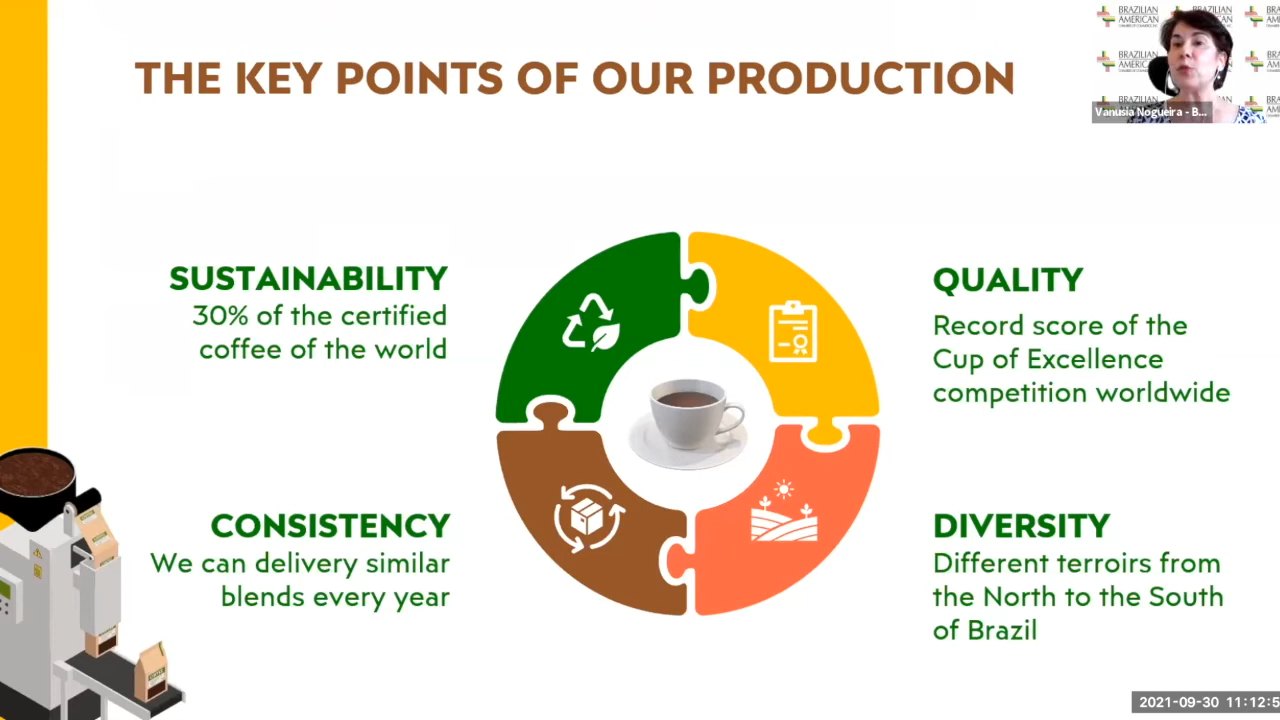 THE KEY POINTS OF OUR PRODUCTION
BRAZILIAN
AMERICAN
Vanusia Nogueira - B...
SUSTAINABILITY
30% of the certified
coffee of the world
QUALITY
Record score of the
Cup of Excellence
competition worldwide
CONSISTENCY
We can delivery similar
blends every year
DIVERSITY
Different terroirs from
the North to the South
of Brazil
2021-09-30 11:12:5